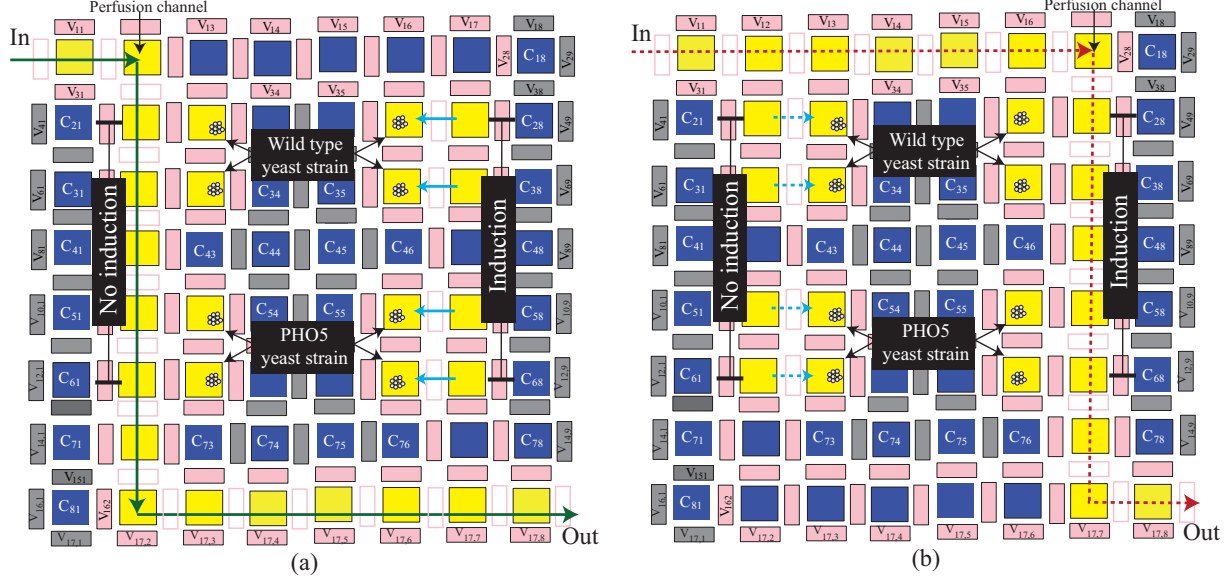 Perfusion channel
In
V11 V13 V14 V15 V16 V17 V18
V28 C18 V29
V31 V34 V35 V38
V41 C21 C28 V49
Wild type
yeast strain
V61 C31 C34 C35 C38 V69
No induction
Induction
V81 C41 C43 C44 C45 C46 C48 V89
V10,1 C51 C54 C55 C58 V10,9
PHO5
yeast strain
V12,1 C61 C68 V12,9
V14,1 C71 C73 C74 C75 C76 C78 V14,9
V151
V16,1 C81 V162
V17,1 V17,2 V17,3 V17,4 V17,5 V17,6 V17,7 V17,8
Out
(a)
Perfusion channel
In
V11 V12 V13 V14 V15 V16 V18
V28 C18 V29
V31 V34 V35 V38
V41 C21 C28 V49
Wild type
yeast strain
V61 C31 C34 C35 C38 V69
No induction
Induction
V81 C41 C43 C44 C45 C46 C48 V89
V10,1 C51 C54 C55 C58 V10,9
PHO5
yeast strain
V12,1 C61 C68 V12,9
V14,1 C71 C73 C74 C75 C76 C78 V14,9
V151
V16,1 C81 V162
V17,1 V17,2 V17,3 V17,4 V17,5 V17,6 V17,7 V17,8
Out
(b)